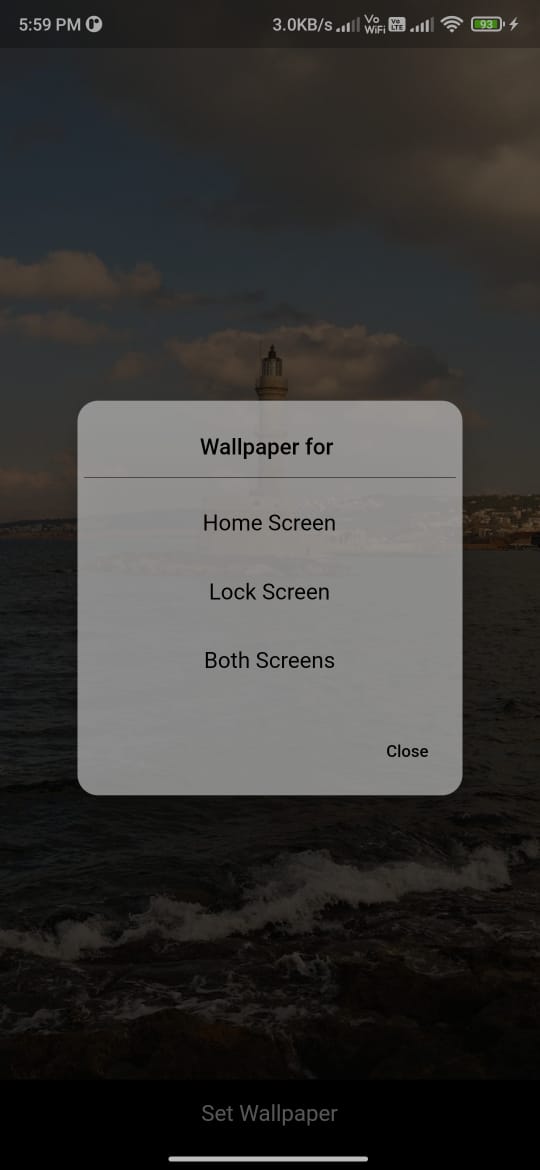 5:59 PM 3.0KB/s Vo WiFi Vo LTE 93
Wallpaper for
Home Screen
Lock Screen
Both Screens
Close
Set Wallpaper